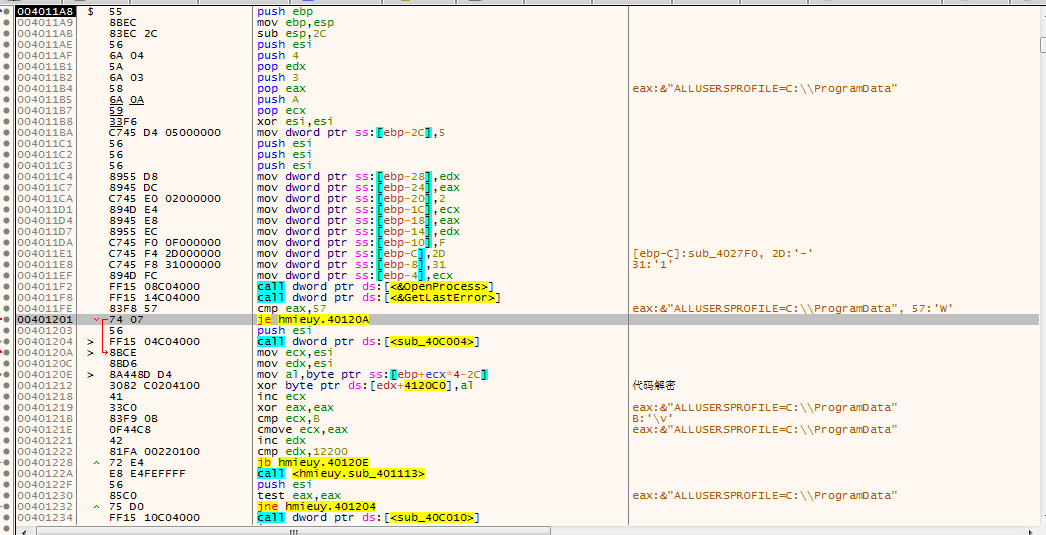 004011A8 $ 55 push ebp
004011A9 8BEC mov ebp,esp
004011AB 83EC 2C sub esp,2C
004011AE 56 push esi
004011AF 6A 04 push 4
004011B1 5A pop edx
004011B2 6A 03 push 3
004011B4 58 pop eax eax:&"ALLUSERSPROFILE=C:\\ProgramData"
004011B5 6A 0A push A
004011B7 59 pop ecx
004011B8 33F6 xor esi,esi
004011BA C745 D4 05000000 mov dword ptr ss:[ebp-2C],5
004011C1 56 push esi
004011C2 56 push esi
004011C3 56 push esi
004011C4 8955 D8 mov dword ptr ss:[ebp-28],edx
004011C7 8945 DC mov dword ptr ss:[ebp-24],eax
004011CA C745 E0 02000000 mov dword ptr ss:[ebp-20],2
004011D1 894D E4 mov dword ptr ss:[ebp-1C],ecx
004011D4 8945 E8 mov dword ptr ss:[ebp-18],eax
004011D7 8955 EC mov dword ptr ss:[ebp-14],edx
004011DA C745 F0 0F000000 mov dword ptr ss:[ebp-10],F
004011E1 C745 F4 2D000000 mov dword ptr ss:[ebp-C],2D [ebp-C]:sub_4027F0, 2D:'-'
004011E8 C745 F8 31000000 mov dword ptr ss:[ebp-8],31 31:'1'
004011EF 894D FC mov dword ptr ss:[ebp-4],ecx
004011F2 FF15 08C04000 call dword ptr ds:[<&OpenProcess>]
004011F8 FF15 14C04000 call dword ptr ds:[<&GetLastError>]
004011FE 83F8 57 cmp eax,57 eax:&"ALLUSERSPROFILE=C:\\ProgramData", 57:'W'
00401201 74 07 je hmieuy.40120A
00401203 56 push esi
00401204 > FF15 04C04000 call dword ptr ds:[<sub_40C004>]
0040120A > 8BCE mov ecx,esi
0040120C 8BD6 mov edx,esi
0040120E > 8A448D D4 mov al,byte ptr ss:[ebp+ecx*4-2C]
00401212 3082 C0204100 xor byte ptr ds:[edx+4120C0],al 代码解密
00401218 41 inc ecx
00401219 33C0 xor eax,eax eax:&"ALLUSERSPROFILE=C:\\ProgramData"
0040121B 83F9 0B cmp ecx,B B:'\v'
0040121E 0F44C8 cmove ecx,eax eax:&"ALLUSERSPROFILE=C:\\ProgramData"
00401221 42 inc edx
00401222 81FA 00220100 cmp edx,12200
00401228 ^ 72 E4 jb hmieuy.40120E
0040122A E8 E4FEFFFF call <hmieuy.sub_401113>
0040122F 56 push esi
00401230 85C0 test eax,eax eax:&"ALLUSERSPROFILE=C:\\ProgramData"
00401232 ^ 75 D0 jne hmieuy.401204
00401234 FF15 10C04000 call dword ptr ds:[<sub_40C010>]